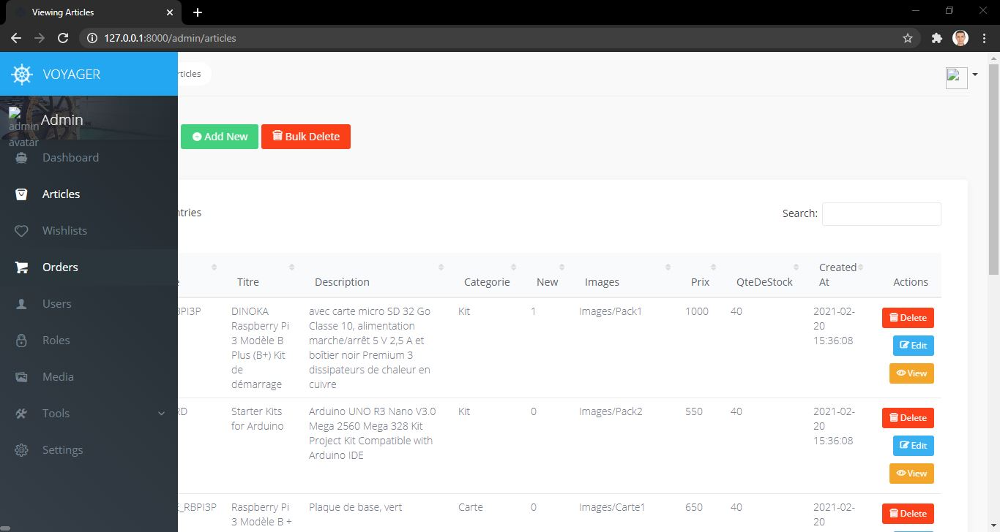 Viewing Articles
127.0.0.1:8000/admin/articles
VOYAGER
rticles
Admin
admin
avatar
Dashboard
Articles
Wishlists
Orders
Users
Roles
Media
Tools
Settings
Add New
Bulk Delete
ntries
Search:
Titre
Description
Categorie
New
Images
Prix
QteDeStock
Created
At
Actions
BPI3P
DINOKA
Raspberry Pi
3 Modèle B
Plus (B+) Kit
de
démarrage
avec carte micro SD 32 Go
Classe 10, alimentation
marche/arrêt 5 V 2,5 A et
boîtier noir Premium 3
dissipateurs de chaleur en
cuivre
Kit
1
Images/Pack1
1000
40
2021-02-
20
15:36:08
Delete
Edit
View
RD
Starter Kits
for Arduino
Arduino UNO R3 Nano V3.0
Mega 2560 Mega 328 Kit
Project Kit Compatible with
Arduino IDE
Kit
0
Images/Pack2
550
40
2021-02-
20
15:36:08
Delete
Edit
View
E_RBPI3P
Raspberry Pi
3 Modèle B +
Plaque de base, vert
Carte
0
Images/Carte1
650
40
2021-02-
20
Delete